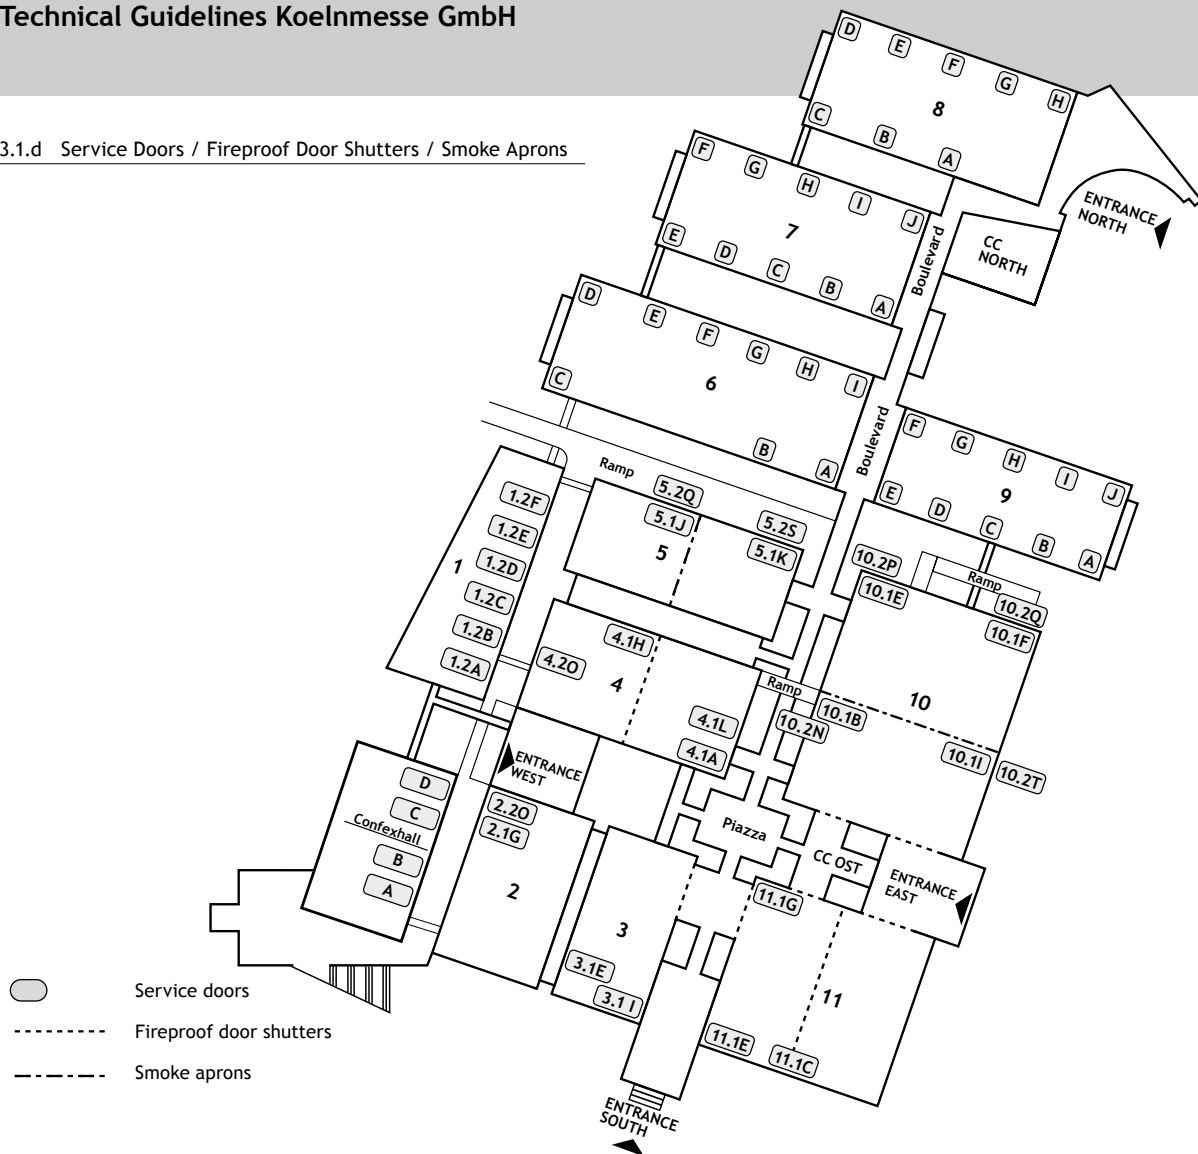 Technical Guidelines Koelnmesse GmbH
3.1.d Service Doors / Fireproof Door Shutters / Smoke Aprons
D
E
F
G
H
8
C
B
A
F
G
H
I
J
7
E
D
C
B
A
Boulevard
CC
NORTH
ENTRANCE
NORTH
D
E
F
G
H
I
6
C
B
A
Boulevard
F
G
H
I
J
9
E
D
C
B
A
Ramp
1.2F
1.2E
1.2D
1.2C
1.2B
1.2A
1
5.2Q
5.1J
5.2S
5.1K
5
10.2P
10.1E
Ramp
10.2Q
10.1F
10
4.1H
4.2O
4
4.1L
4.1A
Ramp
10.2N
10.1B
10.1I
10.2T
ENTRANCE
WEST
D
C
Confexhall
B
A
2.2O
2.1G
2
Piazza
CC OST
ENTRANCE
EAST
3
3.1E
3.1 I
11.1G
11
11.1E
11.1C
ENTRANCE
SOUTH
Service doors
Fireproof door shutters
Smoke aprons